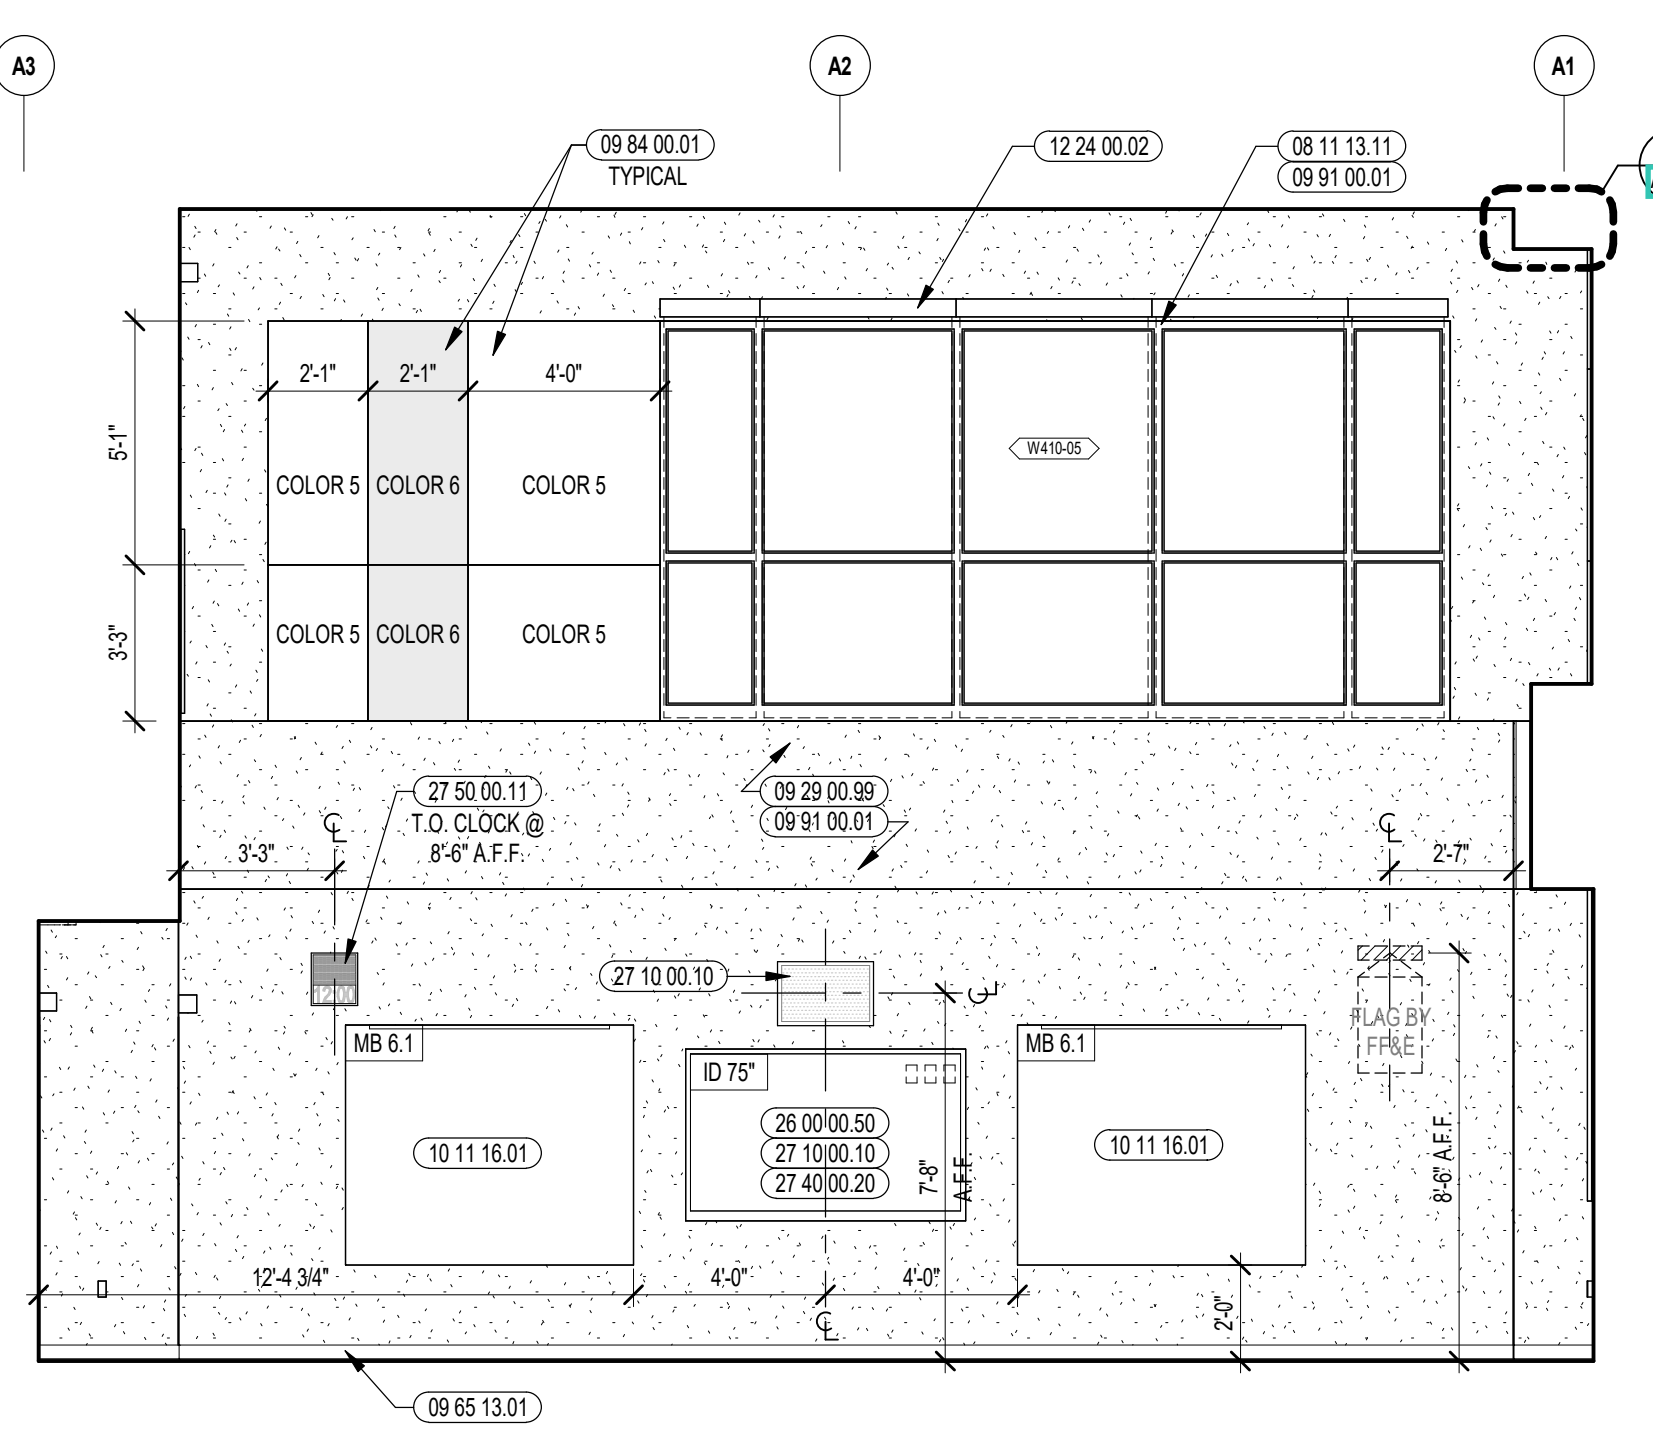 A3
A2
A1
09 84 00.01
TYPICAL
12 24 00.02
08 11 13.11
09 91 00.01
2'-1"
2'-1"
4'-0"
5'-1"
W410-05
COLOR 5
COLOR 6
COLOR 5
3'-3"
COLOR 5
COLOR 6
COLOR 5
27 50 00.11
T.O. CLOCK @
8'-6" A.F.F.
09 29 00.99
09 91 00.01
3'-3"
2'-7"
27 10 00.10
12:00
FLAG BY
FF&E
MB 6.1
ID 75"
MB 6.1
26 00 00.50
27 10 00.10
27 40 00.20
10 11 16.01
10 11 16.01
7'-8"
A.F.F.
8'-6" A.F.F.
12'-4 3/4"
4'-0"
4'-0"
2'-0"
09 65 13.01